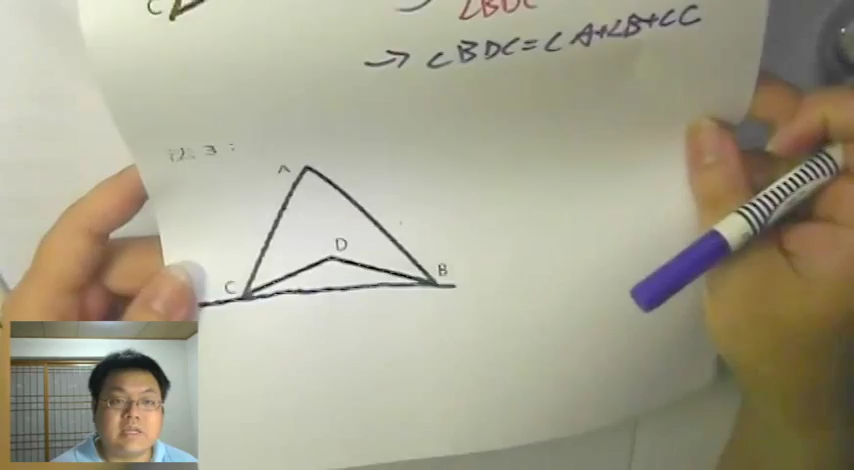 C
∠BDC
→ ∠BDC=∠A+∠B+∠C
法3:
A
D
C
B